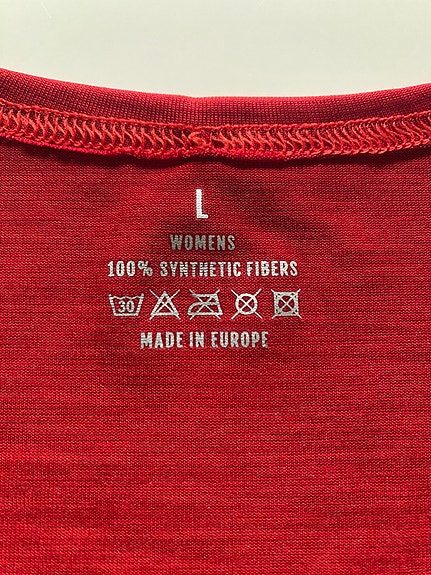 L
WOMENS
100% SYNTHETIC FIBERS
30
MADE IN EUROPE